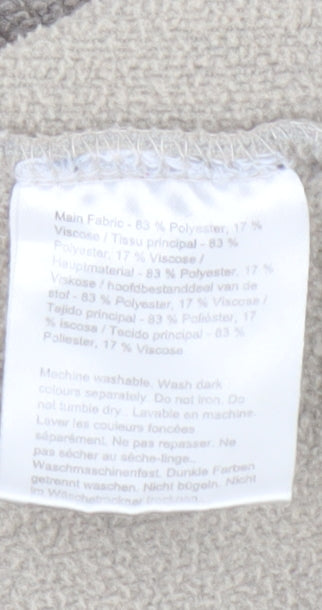 Main Fabric - 83 % Polyester, 17 %
Viscose / Tissu principal - 83 %
Polyester, 17 % Viscose /
Hauptmaterial - 83 % Polyester, 17 %
Viskose / hoofdbestanddeel van de
stof - 83 % Polyester, 17 % Viscose /
Tejido principal - 83 % Poliéster, 17
% iscosa / Tecido principal - 83 %
Poliester, 17 % Viscose
Machine washable. Wash dark
colours separately. Do not iron. Do
not tumble dry . Lavable en machine.
Laver les couleurs foncées
séparément. Ne pas repasser. Ne
pas sécher au sèche-linge..
Waschmaschinenfest. Dunkle Farben
getrennt waschen. Nicht bügeln. Nicht
im Wäschetrockner trocknen..